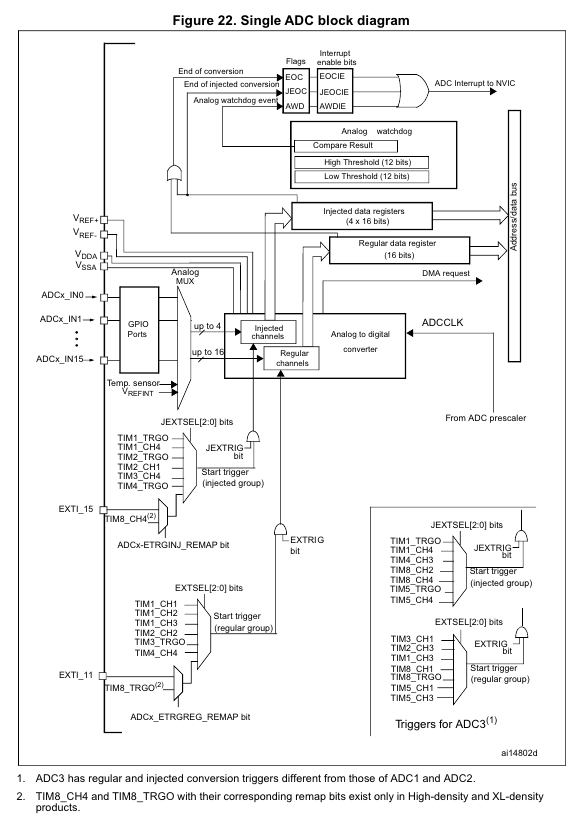 Figure 22. Single ADC block diagram
Flags
Interrupt
enable bits
End of conversion
EOC
EOCIE
End of injected conversion
JEOC
JEOCIE
ADC Interrupt to NVIC
Analog watchdog event
AWD
AWDIE
Analog watchdog
Compare Result
High Threshold (12 bits)
Low Threshold (12 bits)
Address/data bus
VREF+
VREF-
VDDA
VSSA
Injected data registers
(4 x 16 bits)
Regular data register
(16 bits)
DMA request
Analog
MUX
ADCx_IN0
ADCx_IN1
ADCx_IN15
GPIO
Ports
up to 4
up to 16
Injected
channels
Regular
channels
Analog to digital
converter
ADCCLK
Temp. sensor
VREFINT
From ADC prescaler
JEXTSEL[2:0] bits
TIM1_TRGO
TIM1_CH4
TIM2_TRGO
TIM2_CH1
TIM3_CH4
TIM4_TRGO
JEXTRIG
bit
Start trigger
(injected group)
EXTI_15
TIM8_CH4(2)
ADCx-ETRGINJ_REMAP bit
EXTRIG
bit
EXTSEL[2:0] bits
TIM1_CH1
TIM1_CH2
TIM1_CH3
TIM2_CH2
TIM3_TRGO
TIM4_CH4
Start trigger
(regular group)
EXTI_11
TIM8_TRGO(2)
ADCx_ETRGREG_REMAP bit
JEXTSEL[2:0] bits
TIM1_TRGO
TIM1_CH4
TIM4_CH3
TIM8_CH2
TIM8_CH4
TIM5_TRGO
TIM5_CH4
JEXTRIG
bit
Start trigger
(injected group)
EXTSEL[2:0] bits
TIM3_CH1
TIM2_CH3
TIM1_CH3
TIM8_CH1
TIM8_TRGO
TIM5_CH1
TIM5_CH3
EXTRIG
bit
Start trigger
(regular group)
Triggers for ADC3(1)
ai14802d
1. ADC3 has regular and injected conversion triggers different from those of ADC1 and ADC2.
2. TIM8_CH4 and TIM8_TRGO with their corresponding remap bits exist only in High-density and XL-density
products.